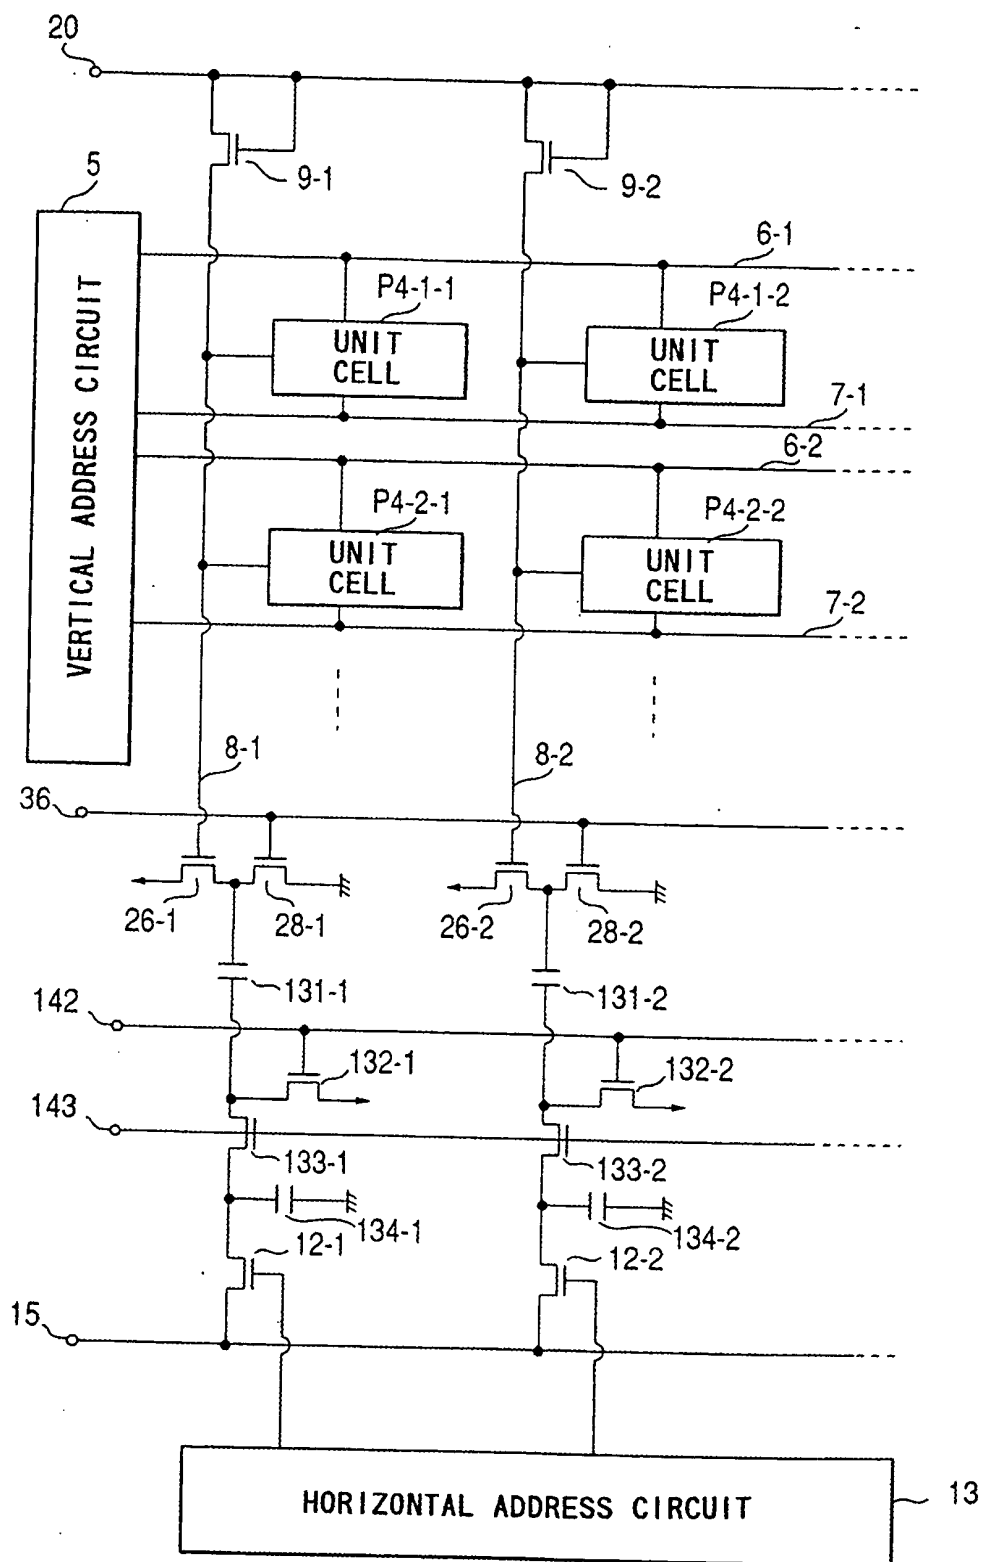 20
9-1
9-2
5
VERTICAL ADDRESS CIRCUIT
6-1
P4-1-1
P4-1-2
UNIT
CELL
UNIT
CELL
7-1
6-2
P4-2-1
P4-2-2
UNIT
CELL
UNIT
CELL
7-2
8-1
8-2
36
26-1
28-1
26-2
28-2
131-1
131-2
142
132-1
132-2
143
133-1
133-2
134-1
134-2
12-1
12-2
15
HORIZONTAL ADDRESS CIRCUIT
13